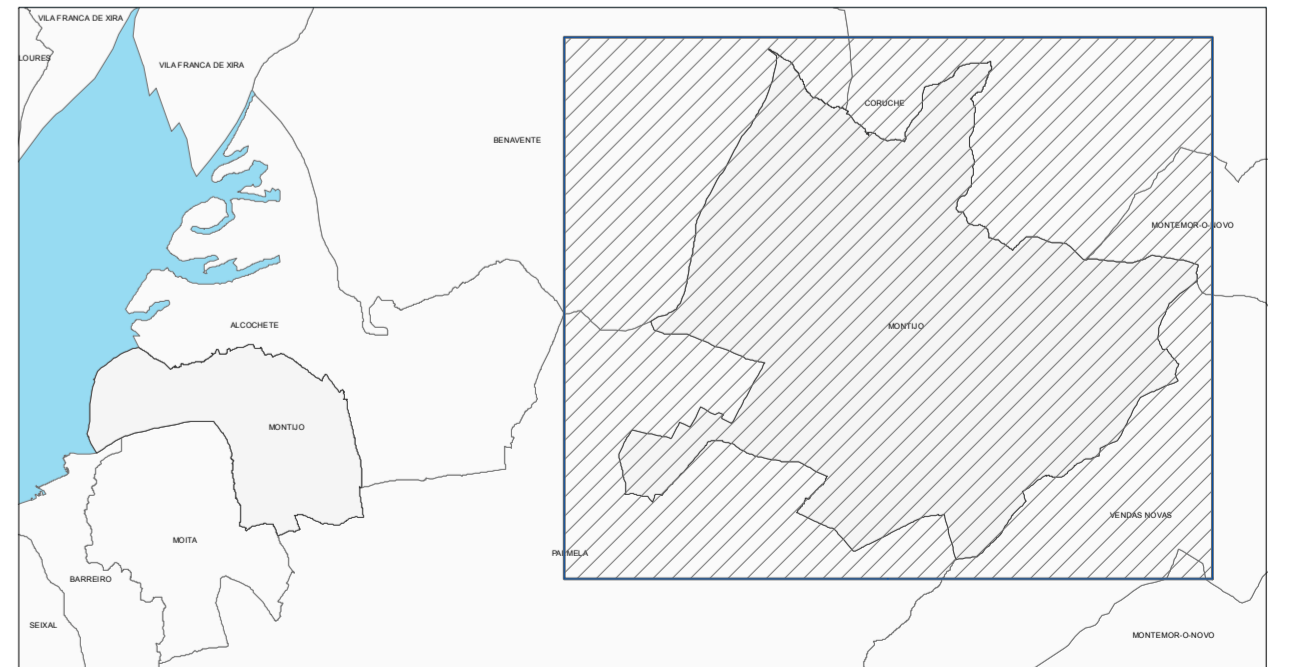 VILA FRANCA DE XIRA
LOURES
VILA FRANCA DE XIRA
CORUCHE
BENAVENTE
MONTEMOR-O-NOVO
ALCOCHETE
MONTIJO
MONTIJO
VENDAS NOVAS
MOITA
PALMELA
BARREIRO
SEIXAL
MONTEMOR-O-NOVO